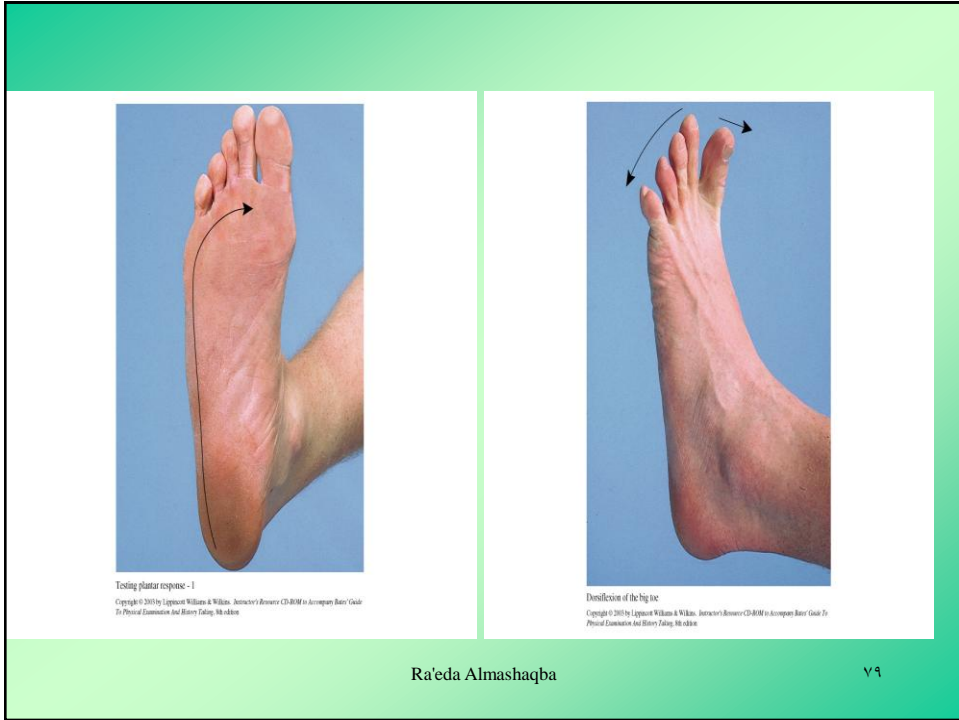 Testing plantar response - 1
Copyright © 2003 by Lippincott Williams & Wilkins. Instructor's Resource CD-ROM to Accompany Bates' Guide
To Physical Examination And History Taking, 8th edition
Dorsiflexion of the big toe
Copyright © 2003 by Lippincott Williams & Wilkins. Instructor's Resource CD-ROM to Accompany Bates' Guide To
Physical Examination And History Taking, 8th edition
Ra'eda Almashaqba
٧٩